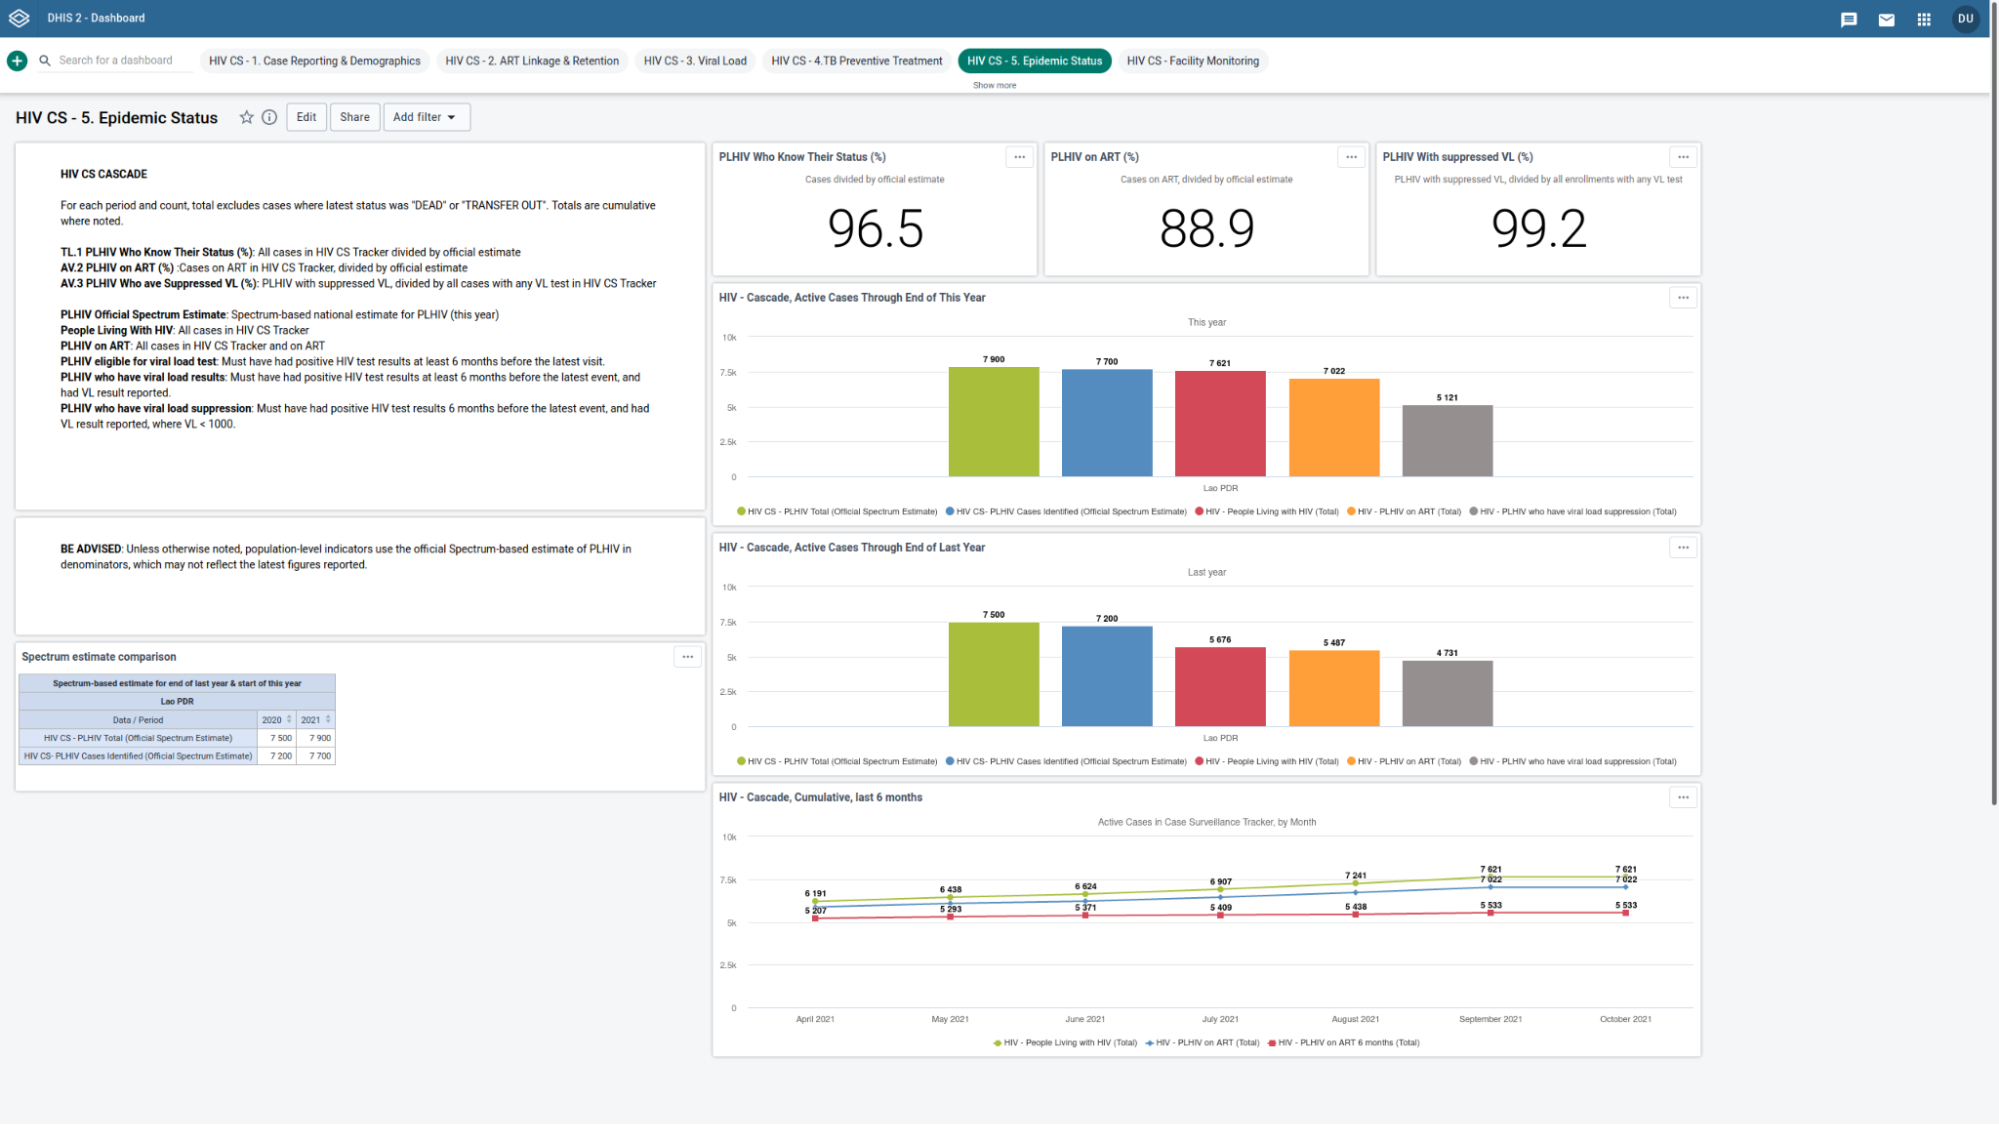 DHIS 2 - Dashboard
DU
Search for a dashboard
HIV CS - 1. Case Reporting & Demographics
HIV CS - 2. ART Linkage & Retention
HIV CS - 3. Viral Load
HIV CS - 4.TB Preventive Treatment
HIV CS - 5. Epidemic Status
HIV CS - Facility Monitoring
Show more
HIV CS - 5. Epidemic Status
Edit
Share
Add filter
HIV CS CASCADE
For each period and count, total excludes cases where latest status was "DEAD" or "TRANSFER OUT". Totals are cumulative
where noted.
TL.1 PLHIV Who Know Their Status (%): All cases in HIV CS Tracker divided by official estimate
AV.2 PLHIV on ART (%) :Cases on ART in HIV CS Tracker, divided by official estimate
AV.3 PLHIV Who ave Suppressed VL (%): PLHIV with suppressed VL, divided by all cases with any VL test in HIV CS Tracker
PLHIV Official Spectrum Estimate: Spectrum-based national estimate for PLHIV (this year)
People Living With HIV: All cases in HIV CS Tracker
PLHIV on ART: All cases in HIV CS Tracker and on ART
PLHIV eligible for viral load test: Must have had positive HIV test results at least 6 months before the latest visit.
PLHIV who have viral load results: Must have had positive HIV test results at least 6 months before the latest event, and
had VL result reported.
PLHIV who have viral load suppression: Must have had positive HIV test results 6 months before the latest event, and had
VL result reported, where VL < 1000.
BE ADVISED: Unless otherwise noted, population-level indicators use the official Spectrum-based estimate of PLHIV in
denominators, which may not reflect the latest figures reported.
Spectrum estimate comparison
Spectrum-based estimate for end of last year & start of this year
Lao PDR
Data / Period 2020 2021
HIV CS - PLHIV Total (Official Spectrum Estimate) 7 500 7 900
HIV CS- PLHIV Cases Identified (Official Spectrum Estimate) 7 200 7 700
PLHIV Who Know Their Status (%)
Cases divided by official estimate
96.5
PLHIV on ART (%)
Cases on ART, divided by official estimate
88.9
PLHIV With suppressed VL (%)
PLHIV with suppressed VL, divided by all enrollments with any VL test
99.2
HIV - Cascade, Active Cases Through End of This Year
This year
10k
7.5k
5k
2.5k
0
7 900
7 700
7 621
7 022
5 121
Lao PDR
HIV CS - PLHIV Total (Official Spectrum Estimate) HIV CS- PLHIV Cases Identified (Official Spectrum Estimate) HIV - People Living with HIV (Total) HIV - PLHIV on ART (Total) HIV - PLHIV who have viral load suppression (Total)
HIV - Cascade, Active Cases Through End of Last Year
Last year
10k
7.5k
5k
2.5k
0
7 500
7 200
5 676
5 487
4 731
Lao PDR
HIV CS - PLHIV Total (Official Spectrum Estimate) HIV CS- PLHIV Cases Identified (Official Spectrum Estimate) HIV - People Living with HIV (Total) HIV - PLHIV on ART (Total) HIV - PLHIV who have viral load suppression (Total)
HIV - Cascade, Cumulative, last 6 months
Active Cases in Case Surveillance Tracker, by Month
10k
7.5k
5k
2.5k
0
6 191 6 438 6 624 6 907 7 241 7 621 7 621
7 022 7 022
5 207 5 293 5 371 5 409 5 438 5 533 5 533
April 2021 May 2021 June 2021 July 2021 August 2021 September 2021 October 2021
HIV - People Living with HIV (Total) HIV - PLHIV on ART (Total) HIV - PLHIV on ART 6 months (Total)